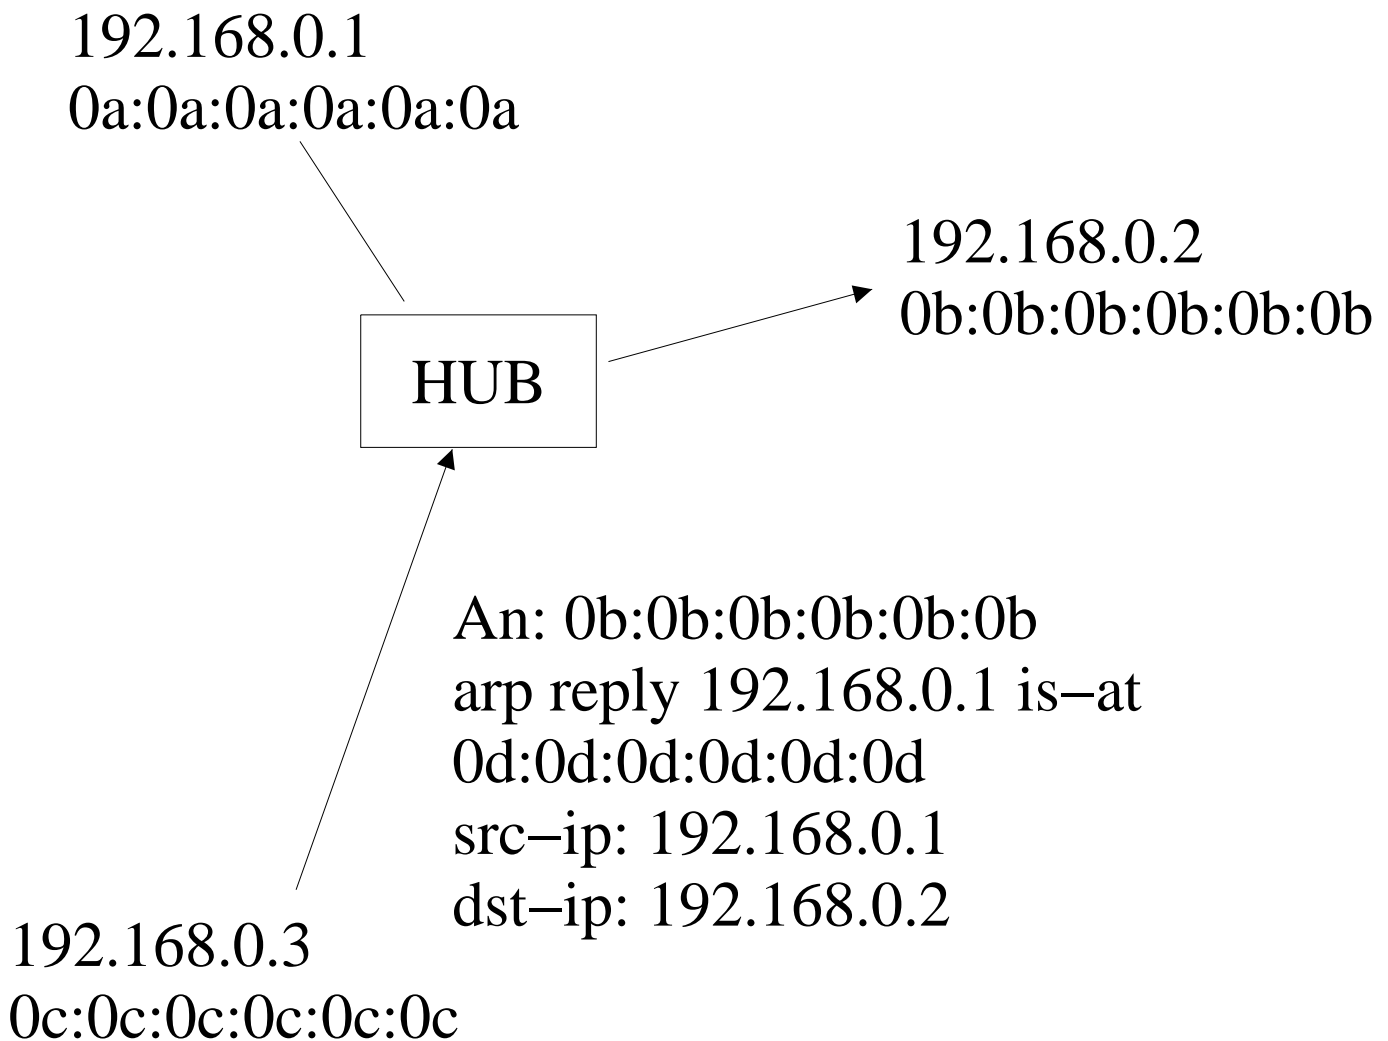 192.168.0.1
0a:0a:0a:0a:0a:0a
192.168.0.2
0b:0b:0b:0b:0b:0b
HUB
An: 0b:0b:0b:0b:0b:0b
arp reply 192.168.0.1 is−at
0d:0d:0d:0d:0d:0d
src−ip: 192.168.0.1
dst−ip: 192.168.0.2
192.168.0.3
0c:0c:0c:0c:0c:0c